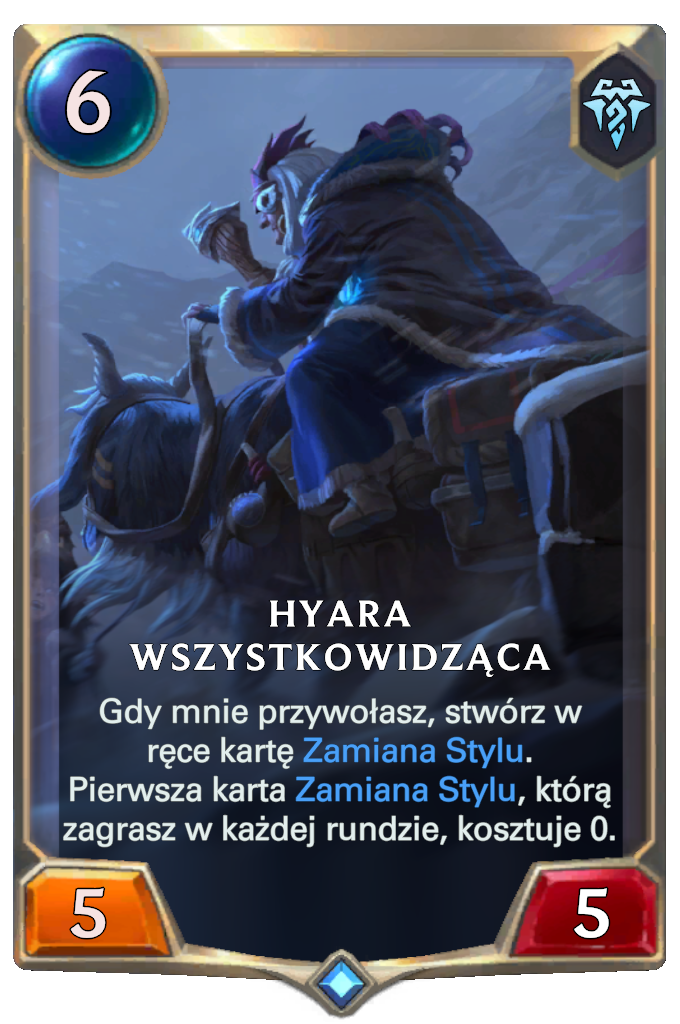 6
HYARA
WSZYSTKOWIDZĄCA
Gdy mnie przywołasz, stwórz w
ręce kartę Zamiana Stylu.
Pierwsza karta Zamiana Stylu, którą
zagrasz w każdej rundzie, kosztuje 0.
5
5